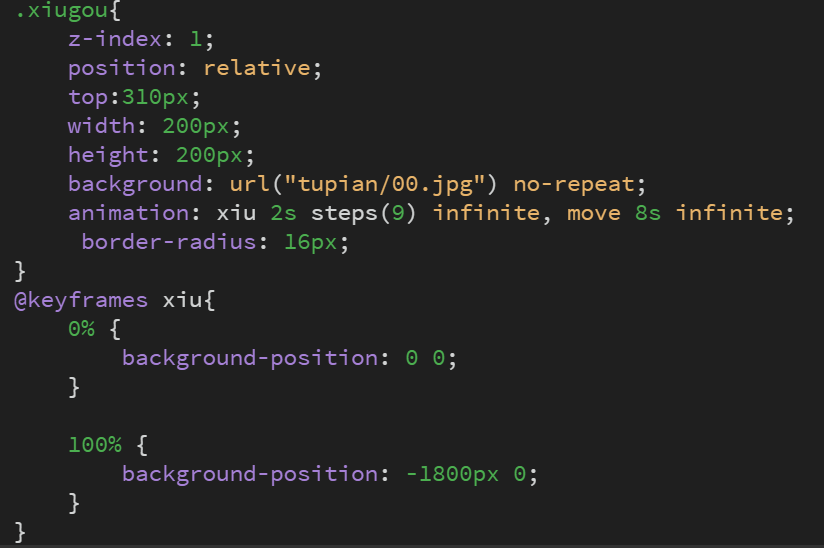 .xiugou{
    z-index: 1;
    position: relative;
    top:310px;
    width: 200px;
    height: 200px;
    background: url("tupian/00.jpg") no-repeat;
    animation: xiu 2s steps(9) infinite, move 8s infinite;
     border-radius: 16px;
}
@keyframes xiu{
    0% {
        background-position: 0 0;
    }

    100% {
        background-position: -1800px 0;
    }
}